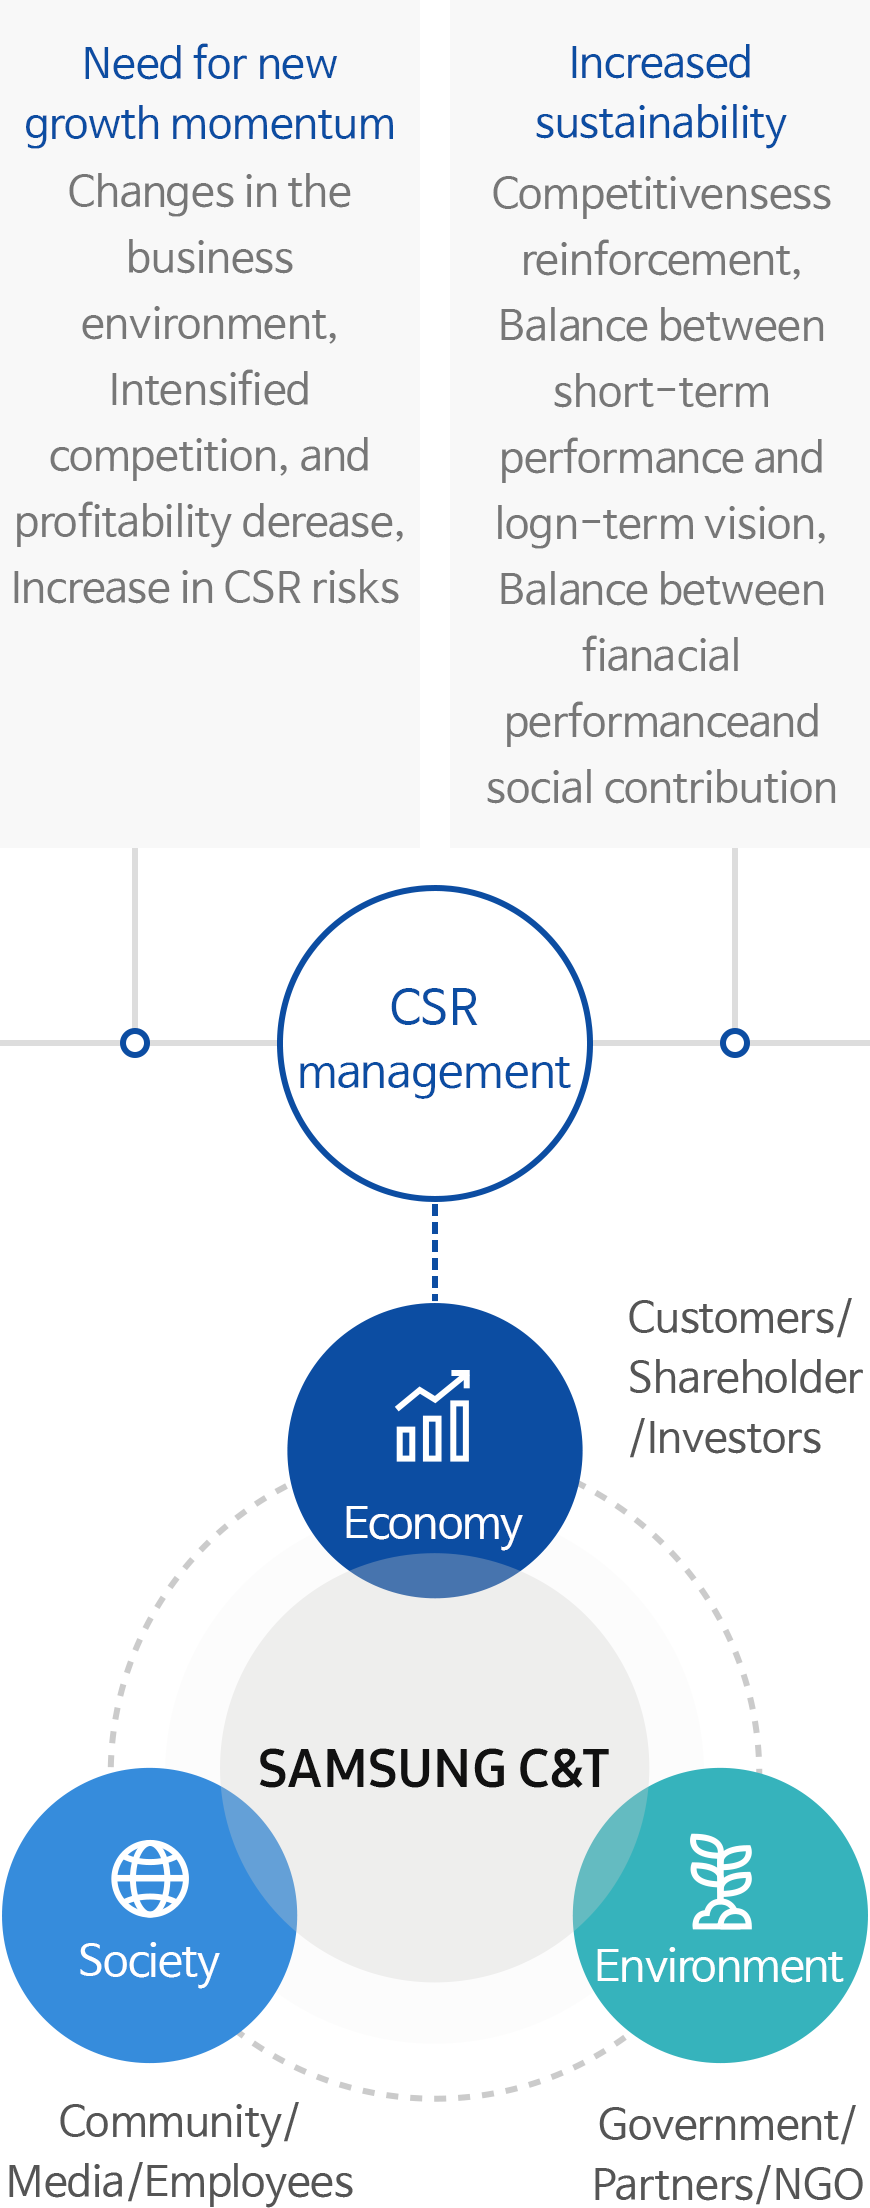 Need for new
growth momentum
Changes in the
business
environment,
Intensified
competition, and
profitability derease,
Increase in CSR risks
Increased
sustainability
Competitivensess
reinforcement,
Balance between
short-term
performance and
logn-term vision,
Balance between
fianacial
performanceand
social contribution
CSR
management
Customers/
Shareholder
/Investors
Economy
SAMSUNG C&T
Society
Environment
Community/
Media/Employees
Government/
Partners/NGO